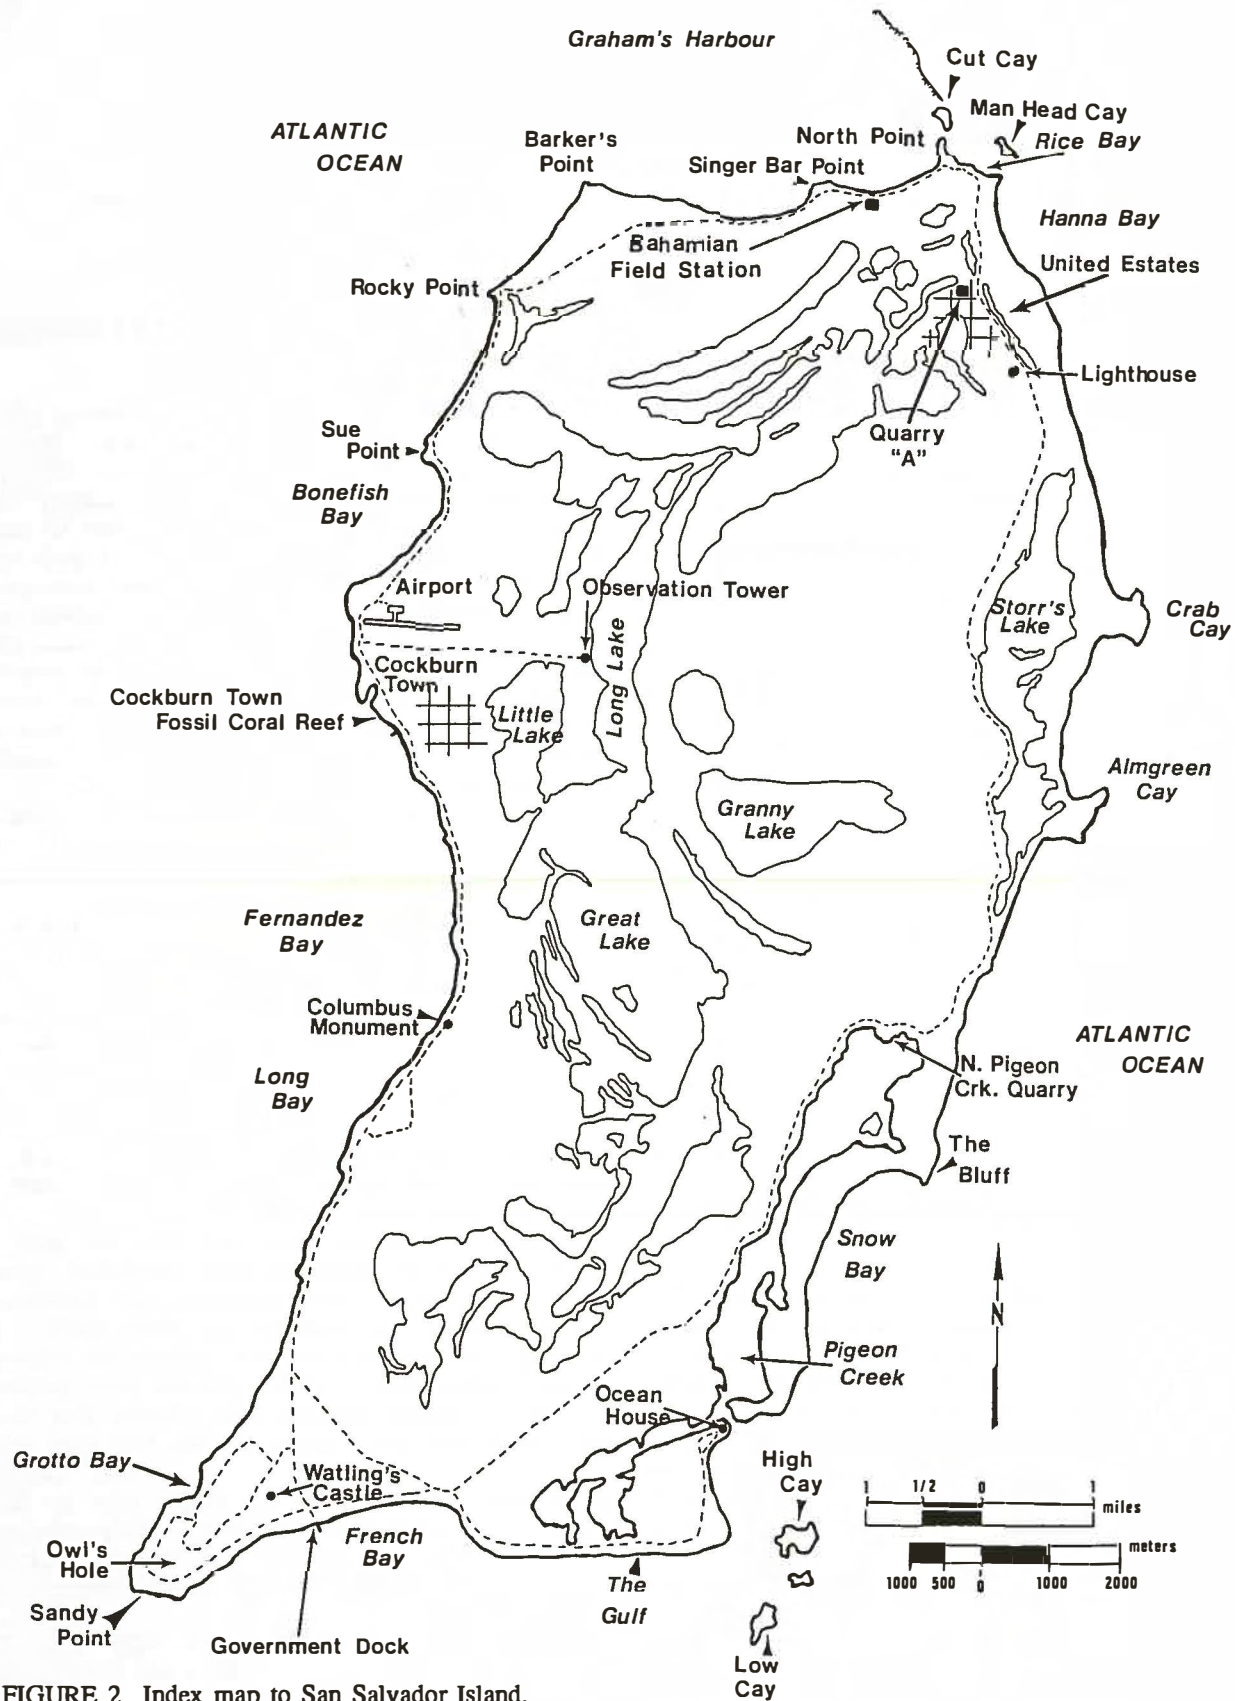 Graham's Harbour
Cut Cay
ATLANTIC
OCEAN
Man Head Cay
Barker's
Point
North Point
Rice Bay
Singer Bar Point
Hanna Bay
Bahamian
Field Station
United Estates
Rocky Point
Lighthouse
Sue
Point
Quarry
"A"
Bonefish
Bay
Airport
Observation Tower
Storr's
Lake
Crab
Cay
Long Lake
Cockburn
Town
Cockburn Town
Fossil Coral Reef
Little
Lake
Almgreen
Cay
Granny
Lake
Fernandez
Bay
Great
Lake
Columbus
Monument
ATLANTIC
OCEAN
N. Pigeon
Crk. Quarry
Long
Bay
The
Bluff
Snow
Bay
N
Pigeon
Creek
Ocean
House
Grotto Bay
Watling's
Castle
High
Cay
1 1/2 0 1
miles
French
Bay
meters
Owl's
Hole
1000 500 0 1000 2000
The
Gulf
Sandy
Point
Government Dock
Low
Cay
FIGURE 2. Index map to San Salvador Island.